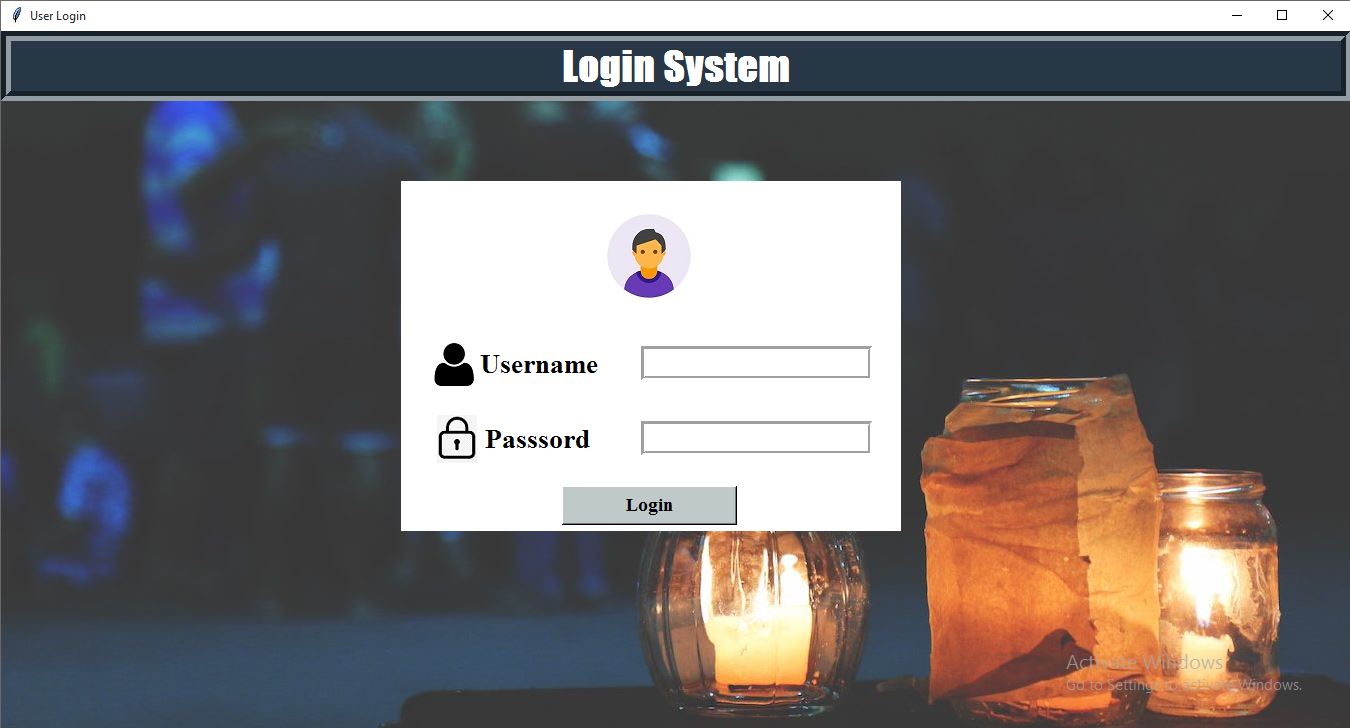 User Login
Login System
Username
Passsord
Login
Activate Windows
Go to Settings to activate Windows.